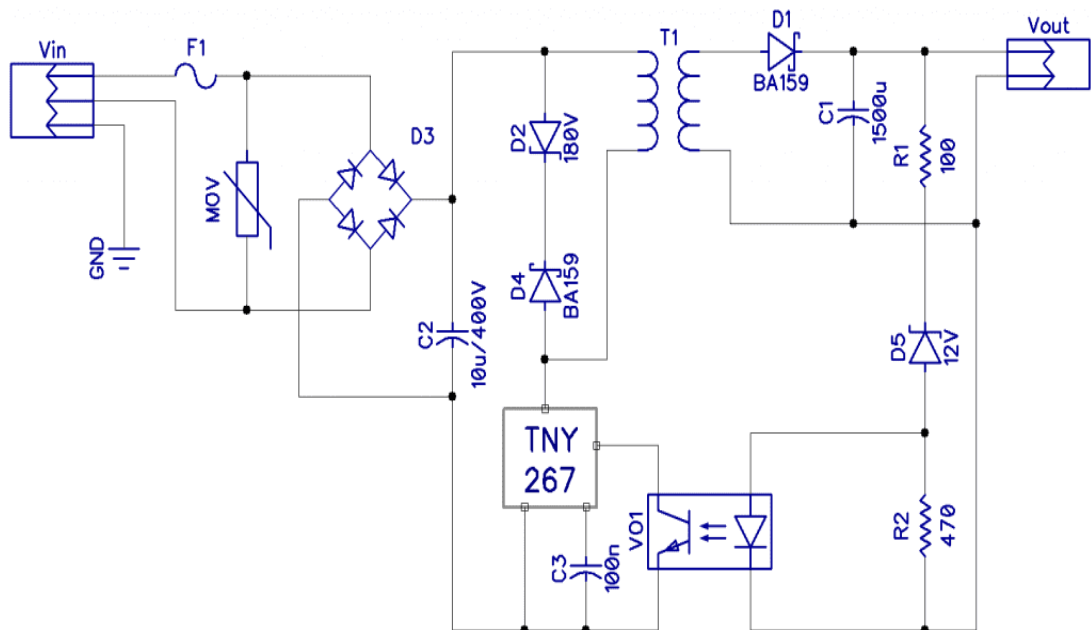 Vin
F1
MOV
GND
D3
C2
10u/400V
D2
180V
D4
BA159
T1
D1
BA159
C1
1500u
R1
100
Vout
D5
12V
TNY
267
C3
100n
VO1
R2
470